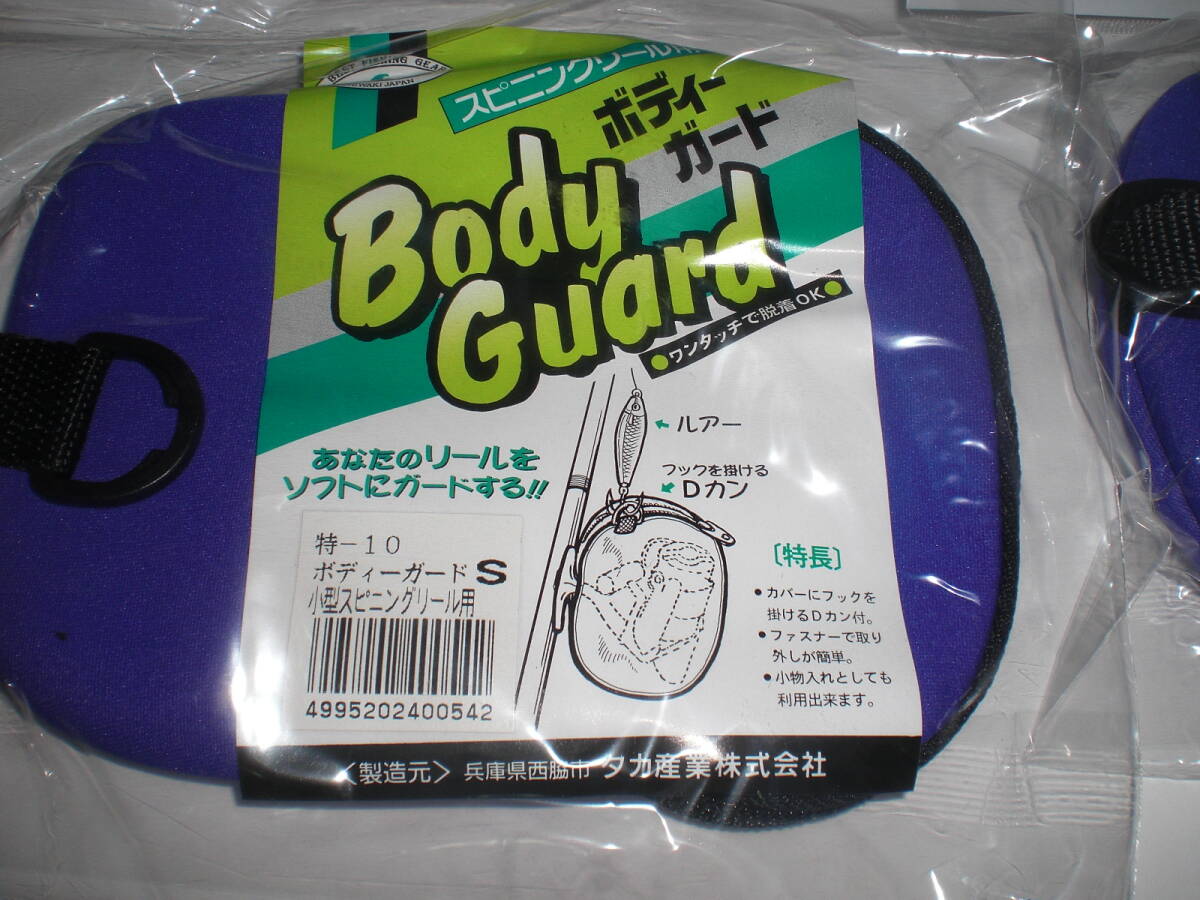 BEST FISHING GEAR
NISHIWAKI JAPAN
スピニングリール用
ボディー
ガード
Body
Guard
●ワンタッチで脱着OK●
ルアー
フックを掛ける
Dカン
あなたのリールを
ソフトにガードする!!
特-10
ボディーガード S
小型スピニングリール用
4995202400542
〔特長〕
●カバーにフックを
掛けるDカン付。
●ファスナーで取り
外しが簡単。
●小物入れとしても
利用出来ます。
〈製造元〉 兵庫県西脇市 タカ産業株式会社